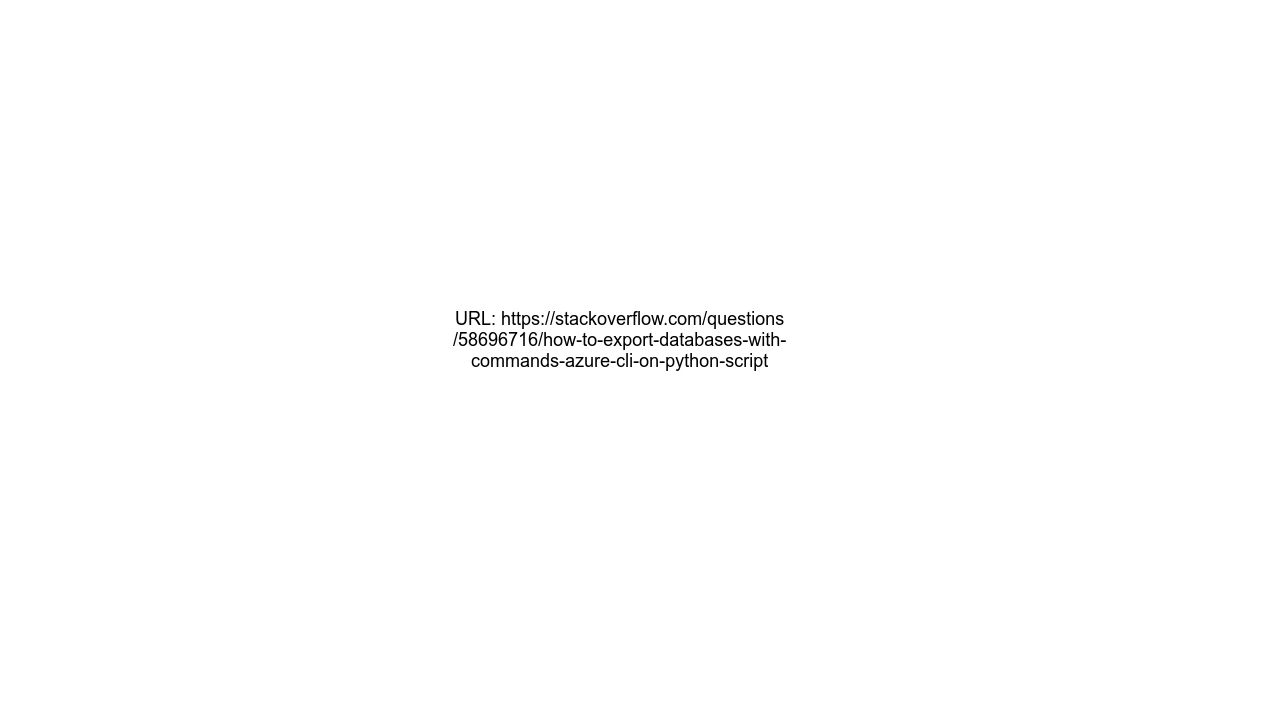 URL: https://stackoverflow.com/questions
/58696716/how-to-export-databases-with-
commands-azure-cli-on-python-script